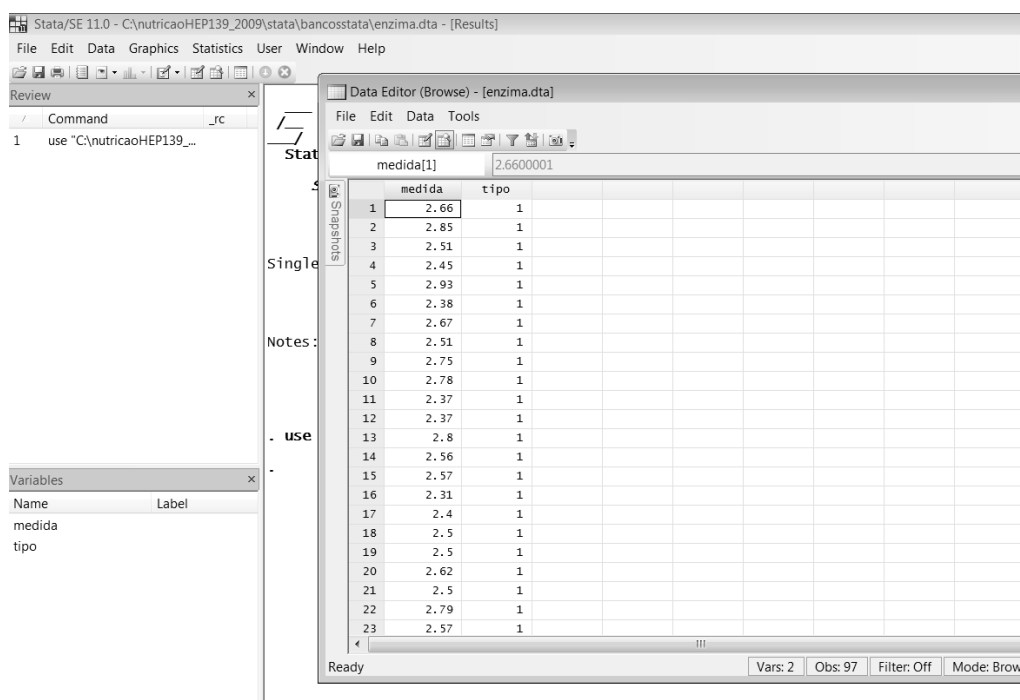 Stata/SE 11.0 - C:\nutricaoHEP139_2009\stata\bancosstata\enzima.dta - [Results]
File Edit Data Graphics Statistics User Window Help
Review
Command _rc
1 use "C:\nutricaoHEP139_...
Variables
Name Label
medida
tipo
Stat
Single
Notes:
. use
.
Data Editor (Browse) - [enzima.dta]
File Edit Data Tools
medida[1] 2.6600001
Snapshots
medida tipo
1 2.66 1
2 2.85 1
3 2.51 1
4 2.45 1
5 2.93 1
6 2.38 1
7 2.67 1
8 2.51 1
9 2.75 1
10 2.78 1
11 2.37 1
12 2.37 1
13 2.8 1
14 2.56 1
15 2.57 1
16 2.31 1
17 2.4 1
18 2.5 1
19 2.5 1
20 2.62 1
21 2.5 1
22 2.79 1
23 2.57 1
Ready Vars: 2 Obs: 97 Filter: Off Mode: Brow